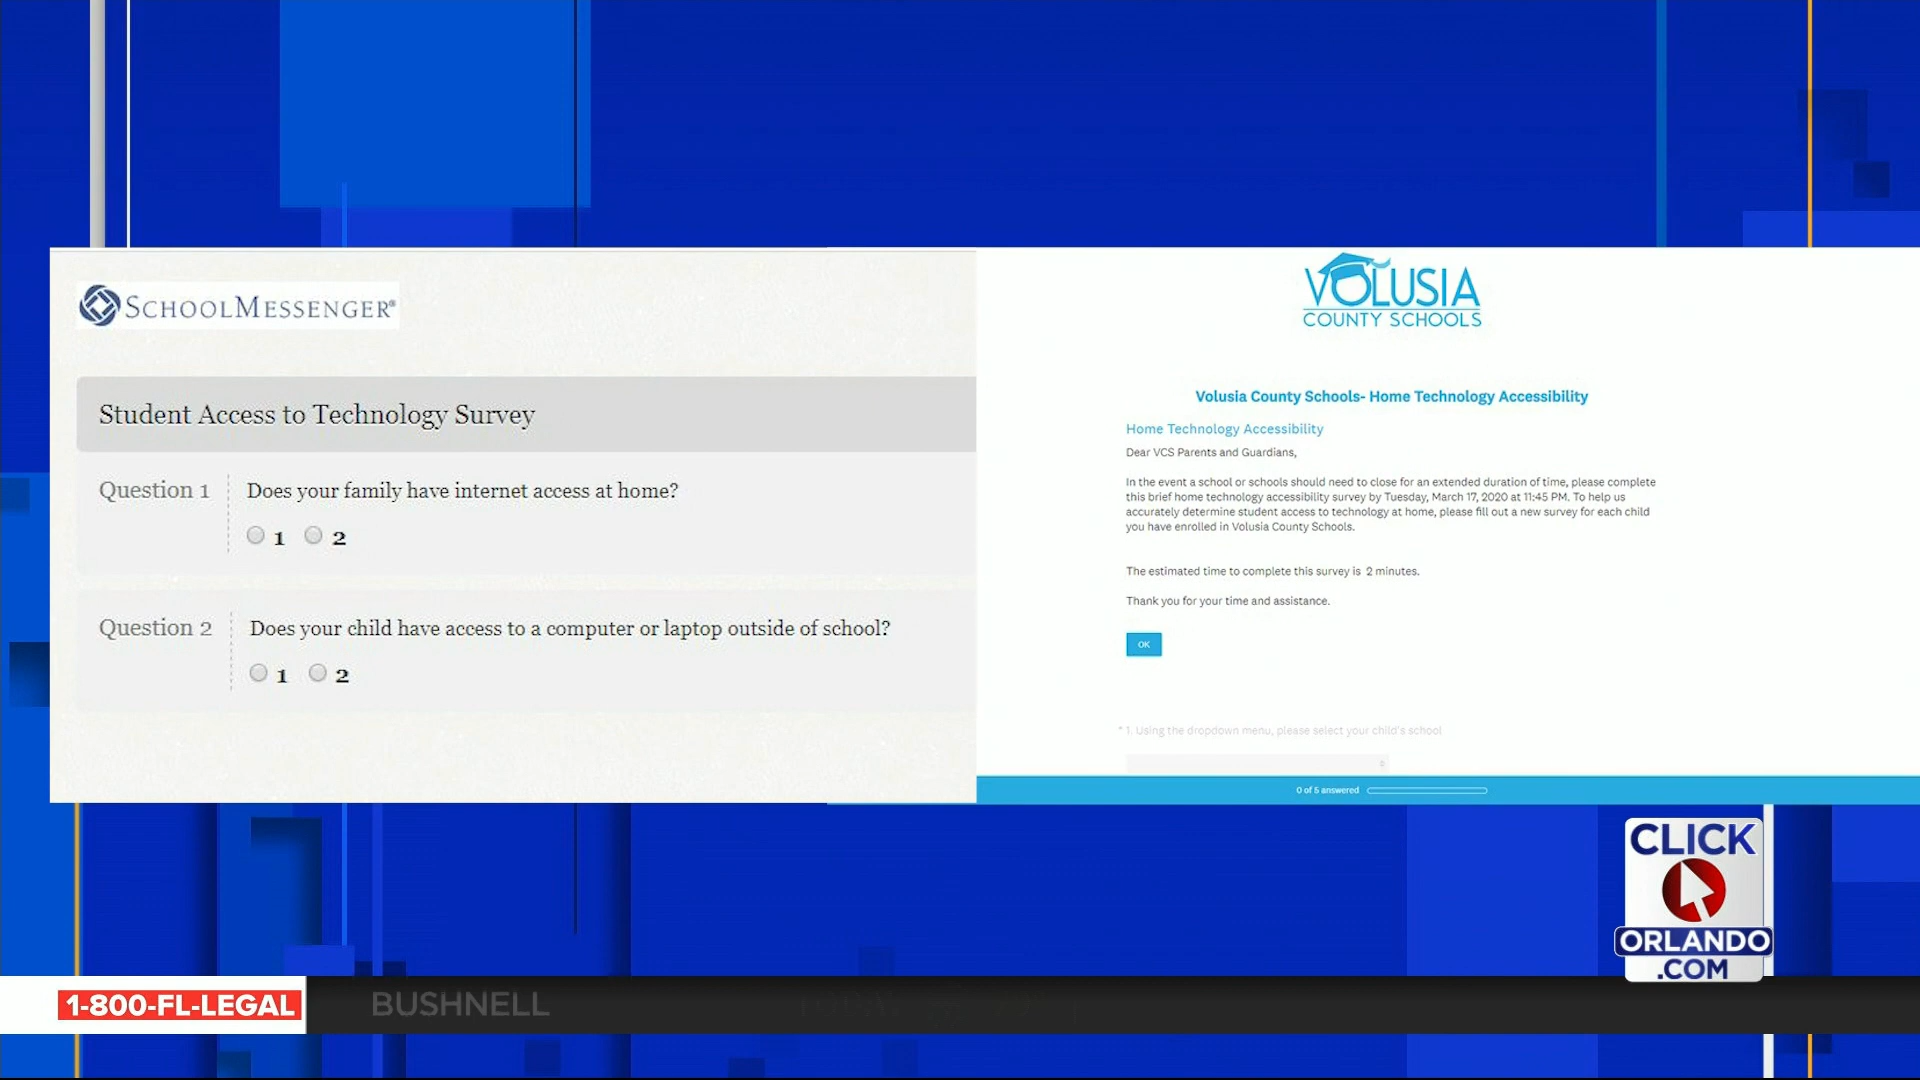 SCHOOLMESSENGER®
Student Access to Technology Survey
Question 1
Does your family have internet access at home?
1 2
Question 2
Does your child have access to a computer or laptop outside of school?
1 2
VOLUSIA
COUNTY SCHOOLS
Volusia County Schools- Home Technology Accessibility
Home Technology Accessibility
Dear VCS Parents and Guardians,
In the event a school or schools should need to close for an extended duration of time, please complete
this brief home technology accessibility survey by Tuesday, March 17, 2020 at 11:45 PM. To help us
accurately determine student access to technology at home, please fill out a new survey for each child
you have enrolled in Volusia County Schools.
The estimated time to complete this survey is 2 minutes.
Thank you for your time and assistance.
OK
* 1. Using the dropdown menu, please select your child's school
0 of 5 answered
CLICK
ORLANDO
.COM
1-800-FL-LEGAL
BUSHNELL